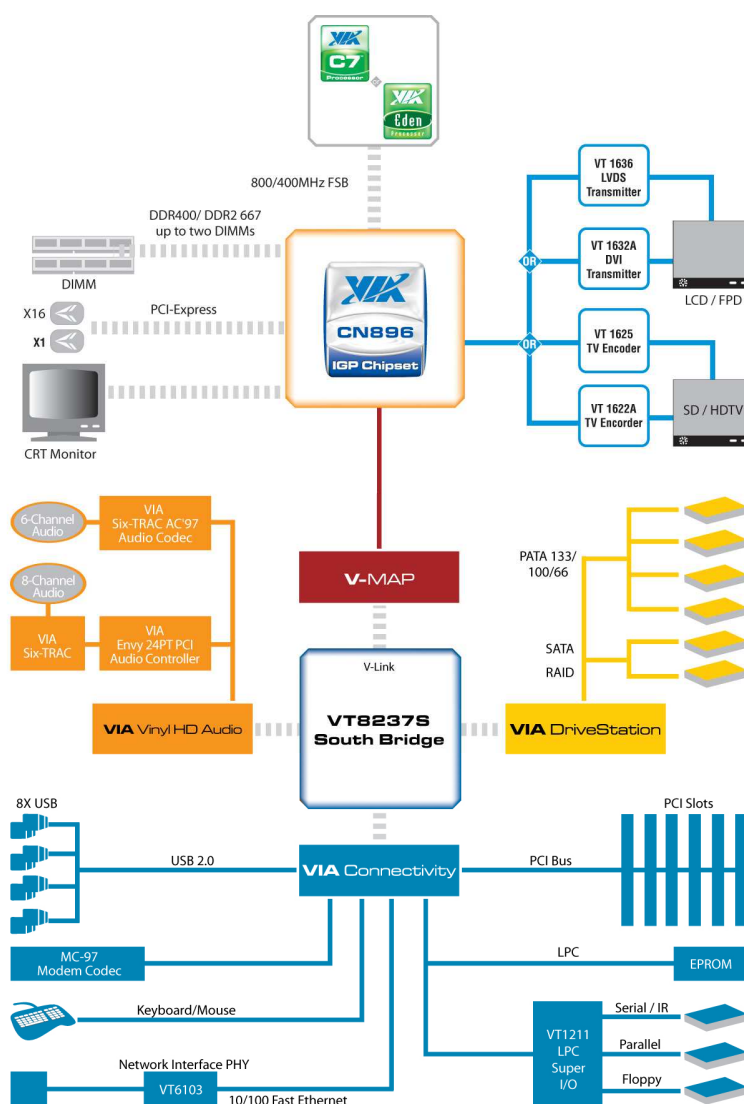 VIA
C7
Processor
VIA
Eden
Processor
800/400MHz FSB
DDR400/ DDR2 667
up to two DIMMs
DIMM
X16
PCI-Express
X1
CRT Monitor
VIA
CN896
IGP Chipset
OR
OR
VT 1636
LVDS
Transmitter
VT 1632A
DVI
Transmitter
LCD / FPD
VT 1625
TV Encoder
VT 1622A
TV Encorder
SD / HDTV
6-Channel
Audio
VIA
Six-TRAC AC'97
Audio Codec
8-Channel
Audio
VIA
Six-TRAC
VIA
Envy 24PT PCI
Audio Controller
V-MAP
PATA 133/
100/66
SATA
RAID
V-Link
VT8237S
South Bridge
VIA Vinyl HD Audio
VIA DriveStation
8X USB
USB 2.0
VIA Connectivity
PCI Bus
PCI Slots
MC-97
Modem Codec
LPC
EPROM
Keyboard/Mouse
VT1211
LPC
Super
I/O
Serial / IR
Parallel
Floppy
Network Interface PHY
VT6103
10/100 Fast Ethernet